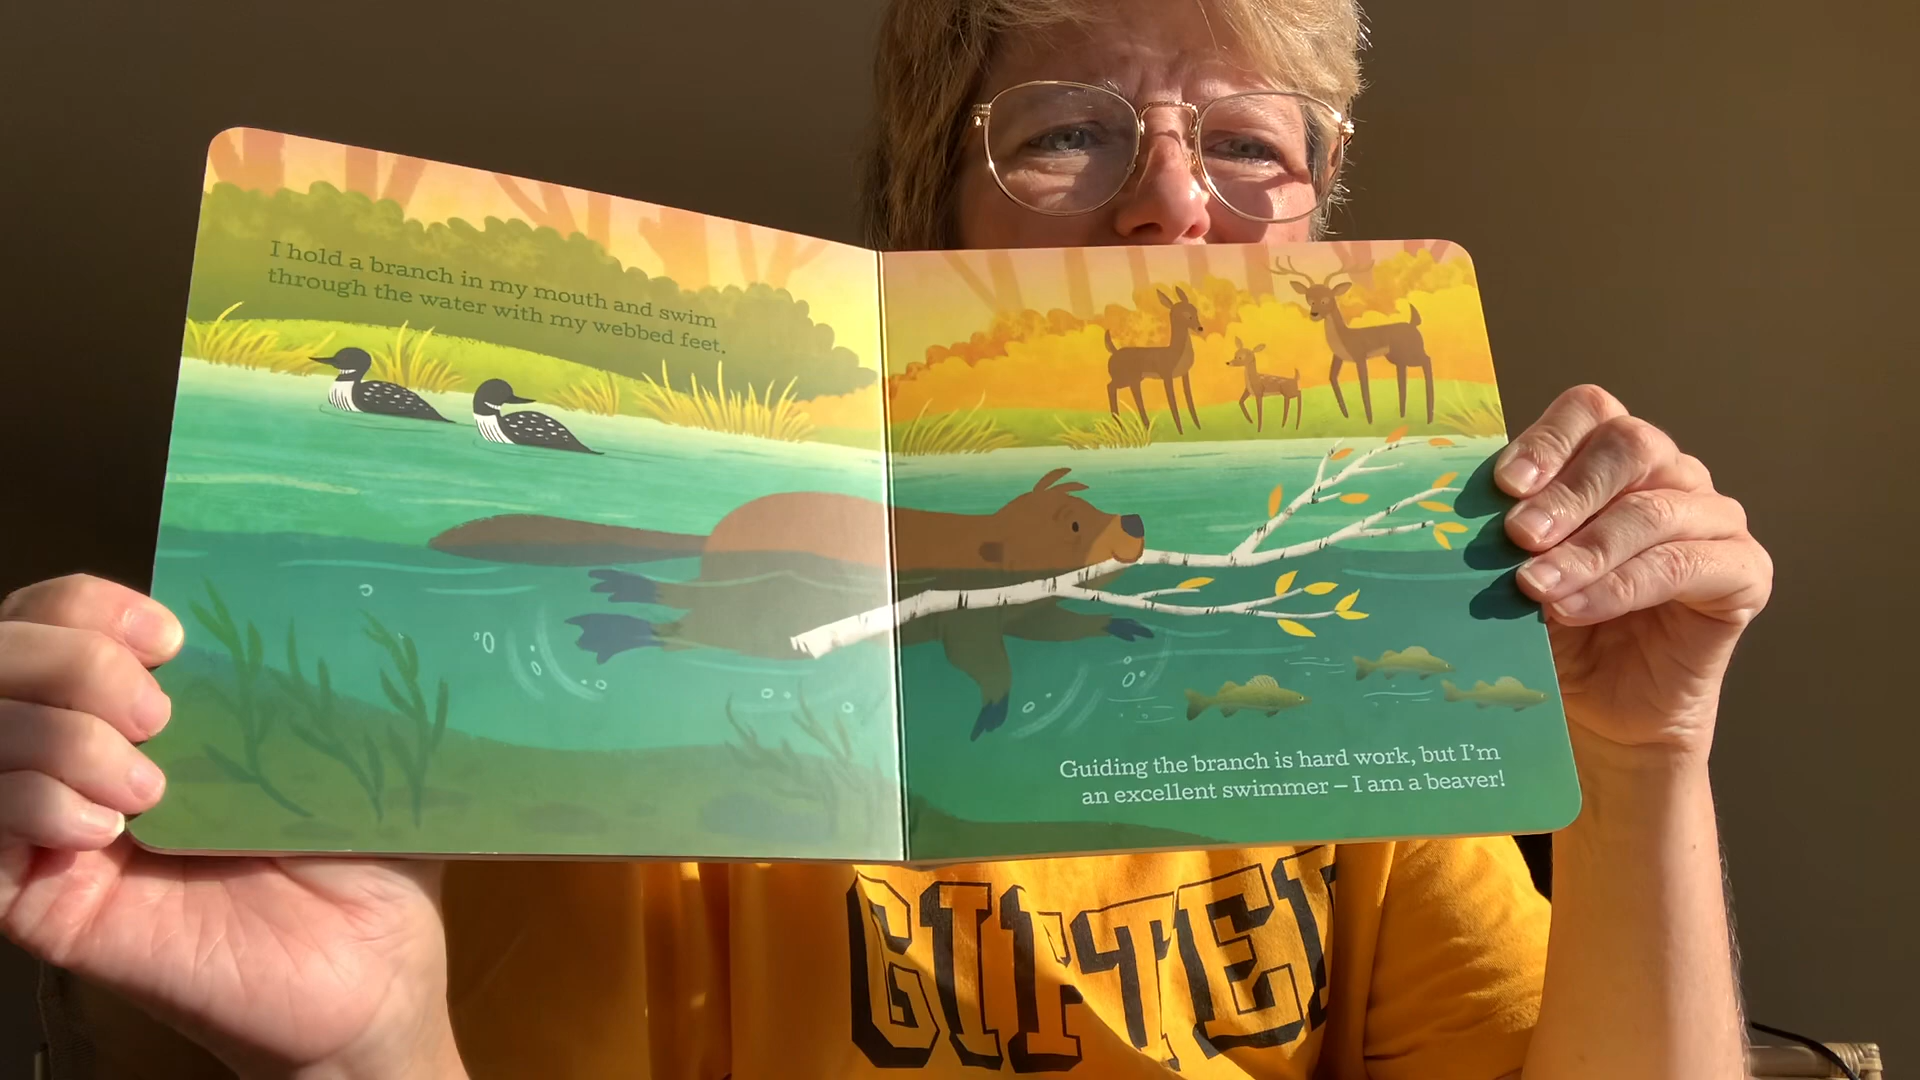 I hold a branch in my mouth and swim
through the water with my webbed feet.
Guiding the branch is hard work, but I'm
an excellent swimmer – I am a beaver!